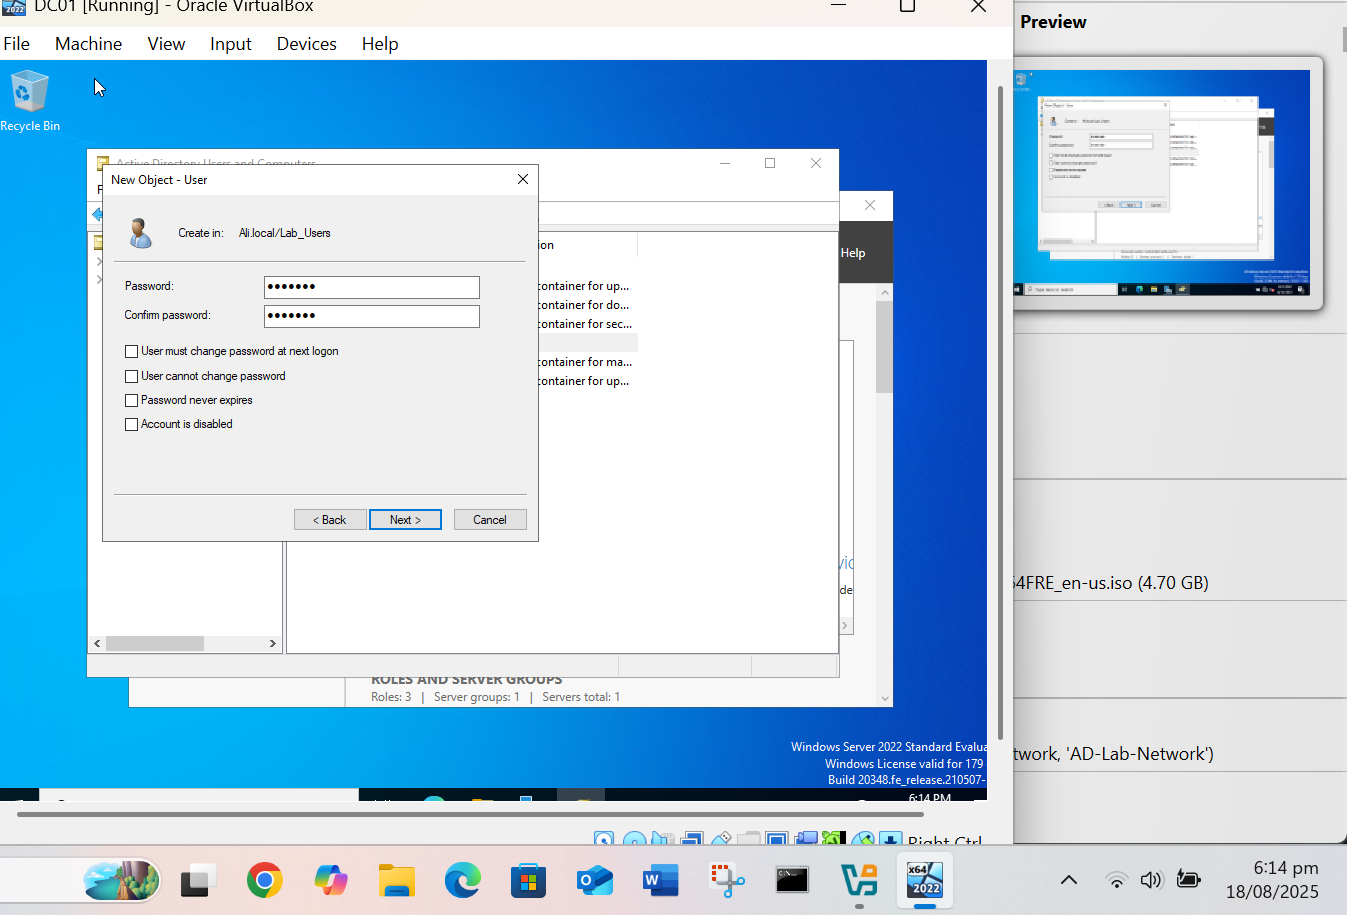 DC01 [Running] - Oracle VirtualBox
File Machine View Input Devices Help
Preview
Recycle Bin
Active Directory Users and Computers
New Object - User
Create in: Ali.local/Lab_Users
Help
ion
Password: •••••••
container for up...
container for do...
Confirm password: •••••••
container for sec...
User must change password at next logon
container for ma...
User cannot change password
container for up...
Password never expires
Account is disabled
< Back Next > Cancel
64FRE_en-us.iso (4.70 GB)
ROLES AND SERVER GROUPS
Roles: 3 | Server groups: 1 | Servers total: 1
Windows Server 2022 Standard Evalua
twork, 'AD-Lab-Network')
Windows License valid for 179
Build 20348.fe_release.210507-
6:14 PM
Right Ctrl
x64
2022
6:14 pm
18/08/2025